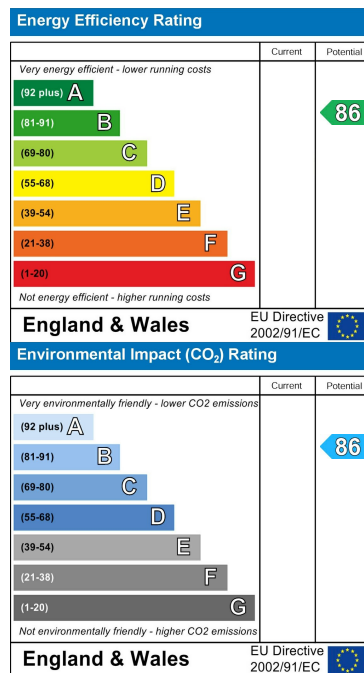 Energy Efficiency Rating
Current Potential
Very energy efficient - lower running costs
(92 plus) A
(81-91) B
86
(69-80) C
(55-68) D
(39-54) E
(21-38) F
(1-20) G
Not energy efficient - higher running costs
England & Wales
EU Directive
2002/91/EC
Environmental Impact (CO₂) Rating
Current Potential
Very environmentally friendly - lower CO2 emissions
(92 plus) A
(81-91) B
86
(69-80) C
(55-68) D
(39-54) E
(21-38) F
(1-20) G
Not environmentally friendly - higher CO2 emissions
England & Wales
EU Directive
2002/91/EC